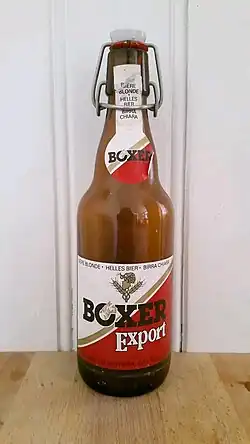 BIÈRE
BLONDE
HELLES BIER
BIRRA
CHIARA
BOXER
BIÈRE BLONDE • HELLES BIER • BIRRA CHIARA
BOXER
Export